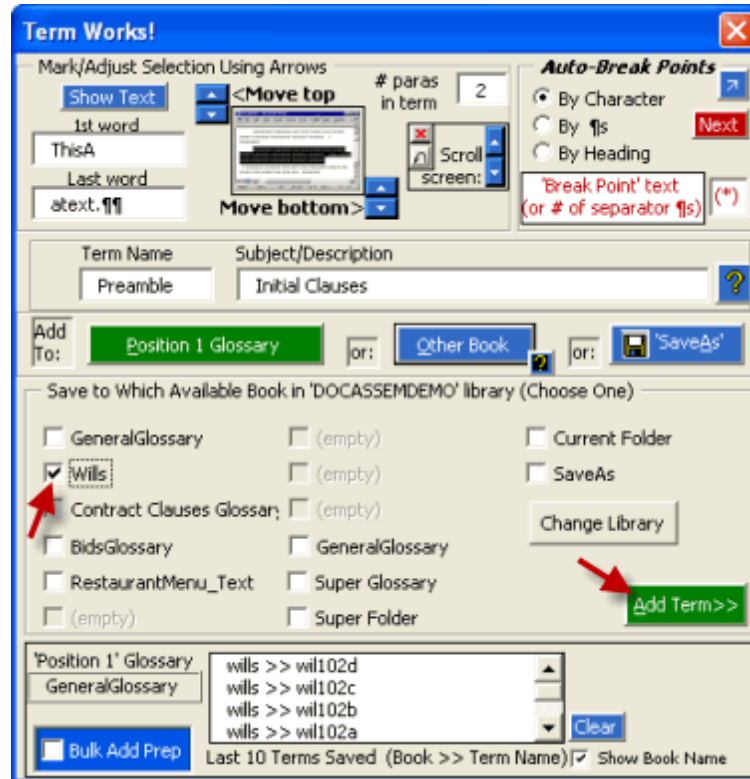 Term Works!
Mark/Adjust Selection Using Arrows
Show Text
1st word
ThisA
Last word
atext.¶¶
<Move top
Move bottom>
# paras
in term
2
Scroll
screen:
Auto-Break Points
By Character
By ¶s
By Heading
Next
'Break Point' text
(or # of separator ¶s)
(*)
Term Name
Subject/Description
Preamble
Initial Clauses
?
Add
To:
Position 1 Glossary
or:
Other Book
?
or:
'SaveAs'
Save to Which Available Book in 'DOCASSEMDEMO' library (Choose One)
GeneralGlossary
Wills
Contract Clauses Glossary
BidsGlossary
RestaurantMenu_Text
(empty)
(empty)
(empty)
(empty)
GeneralGlossary
Super Glossary
Super Folder
Current Folder
SaveAs
Change Library
Add Term>>
'Position 1' Glossary
GeneralGlossary
Bulk Add Prep
wills >> wil102d
wills >> wil102c
wills >> wil102b
wills >> wil102a
Clear
Last 10 Terms Saved (Book >> Term Name)
Show Book Name